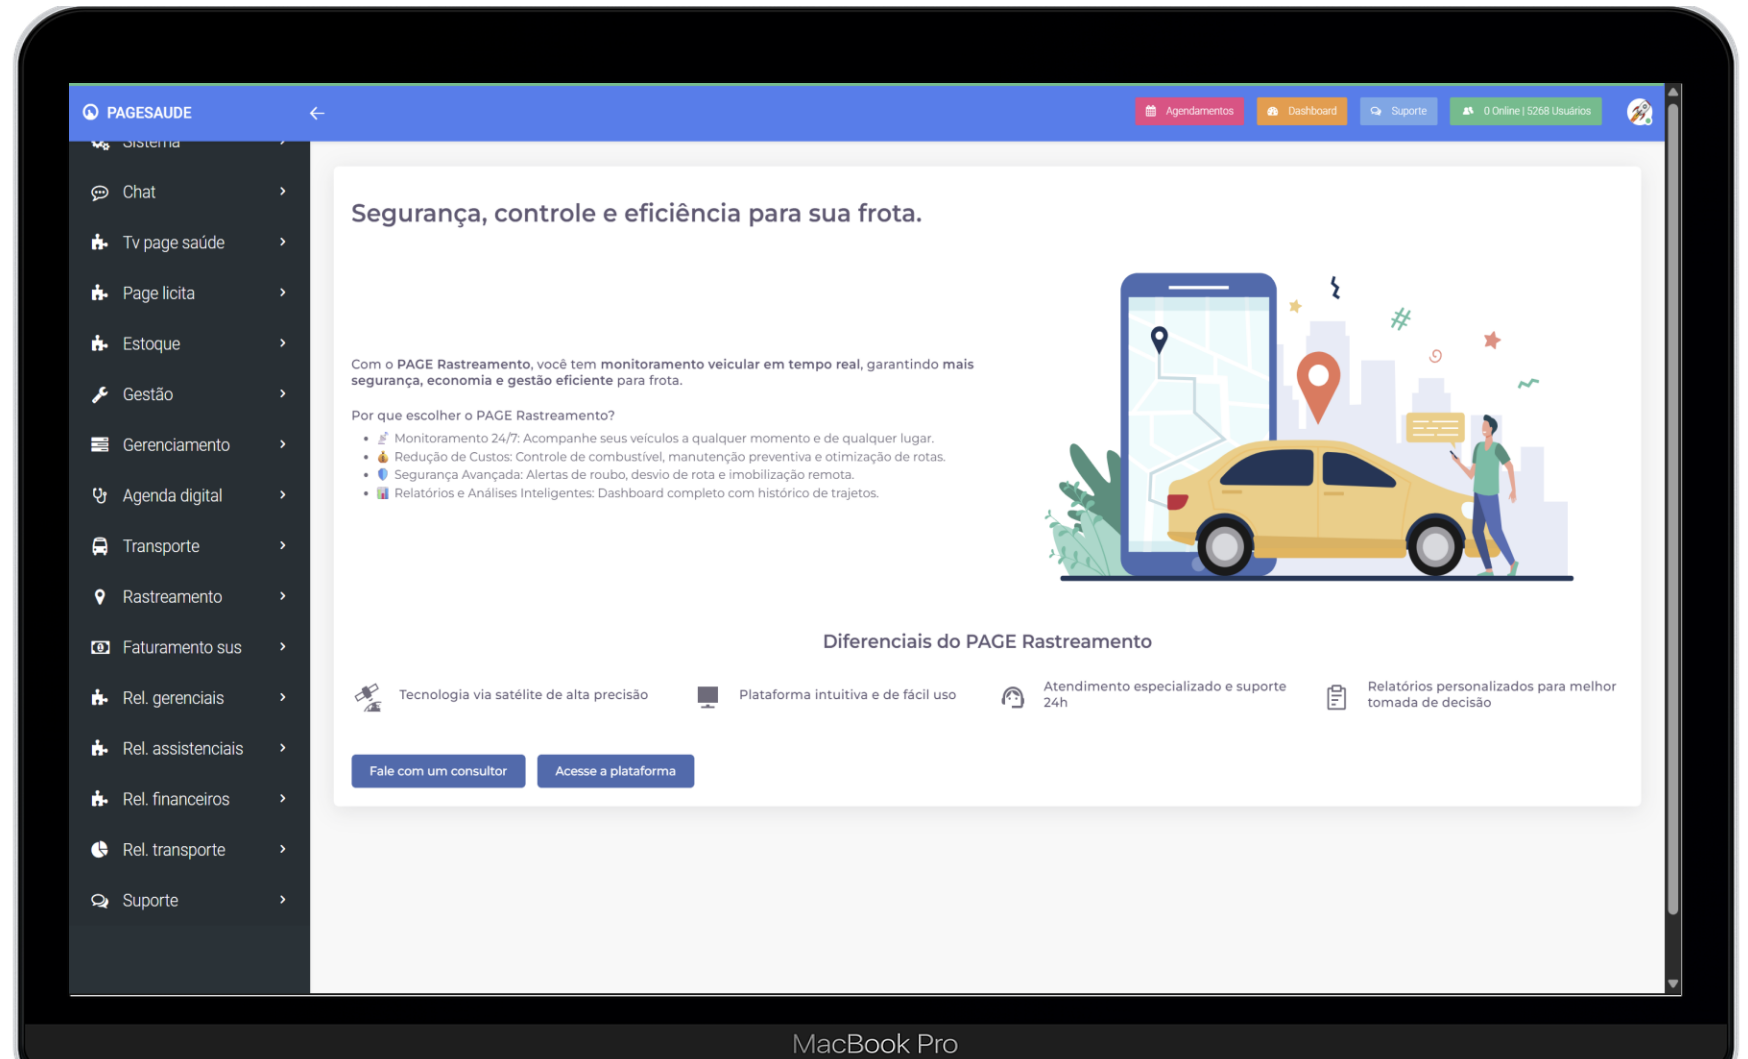 PAGESAUDE
Agendamentos
Dashboard
Suporte
0 Online | 5268 Usuários
Sistema
Chat
Tv page saúde
Page licita
Estoque
Gestão
Gerenciamento
Agenda digital
Transporte
Rastreamento
Faturamento sus
Rel. gerenciais
Rel. assistenciais
Rel. financeiros
Rel. transporte
Suporte
Segurança, controle e eficiência para sua frota.
Com o PAGE Rastreamento, você tem monitoramento veicular em tempo real, garantindo mais
segurança, economia e gestão eficiente para frota.
Por que escolher o PAGE Rastreamento?
Monitoramento 24/7: Acompanhe seus veículos a qualquer momento e de qualquer lugar.
Redução de Custos: Controle de combustível, manutenção preventiva e otimização de rotas.
Segurança Avançada: Alertas de roubo, desvio de rota e imobilização remota.
Relatórios e Análises Inteligentes: Dashboard completo com histórico de trajetos.
Diferenciais do PAGE Rastreamento
Tecnologia via satélite de alta precisão
Plataforma intuitiva e de fácil uso
Atendimento especializado e suporte
24h
Relatórios personalizados para melhor
tomada de decisão
Fale com um consultor
Acesse a plataforma
MacBook Pro